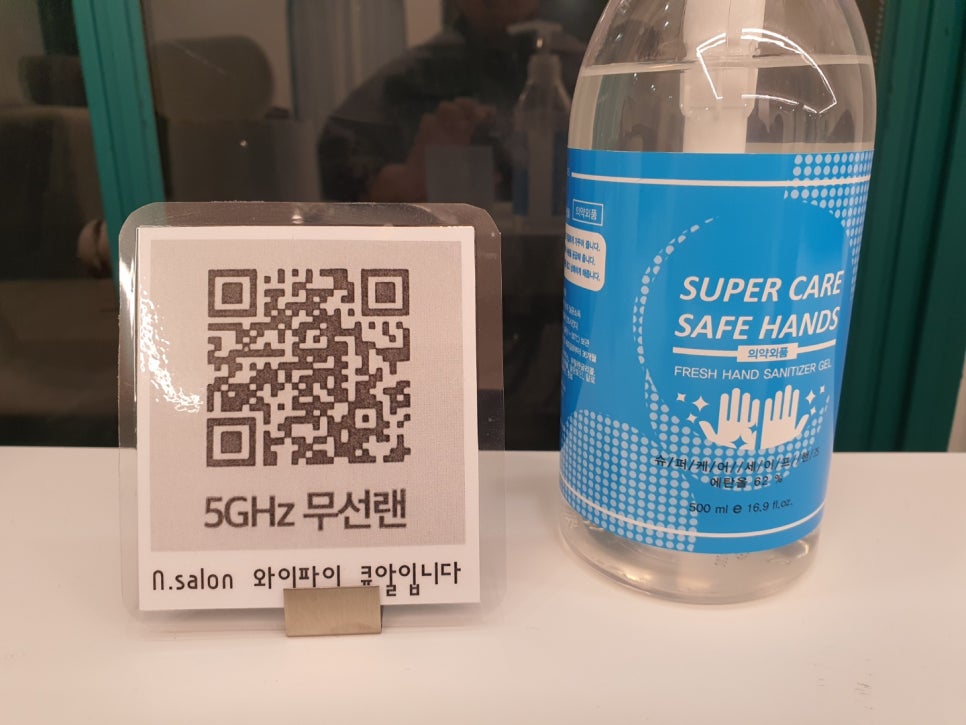 5GHz 무선랜
N.salon 와이파이 큐알입니다
의약외품
SUPER CARE
SAFE HANDS
의약외품
FRESH HAND SANITIZER GEL
슈/퍼/케/어//세/이/프//핸/즈
에탄올 62 %
500 ml e 16.9 fl.oz.